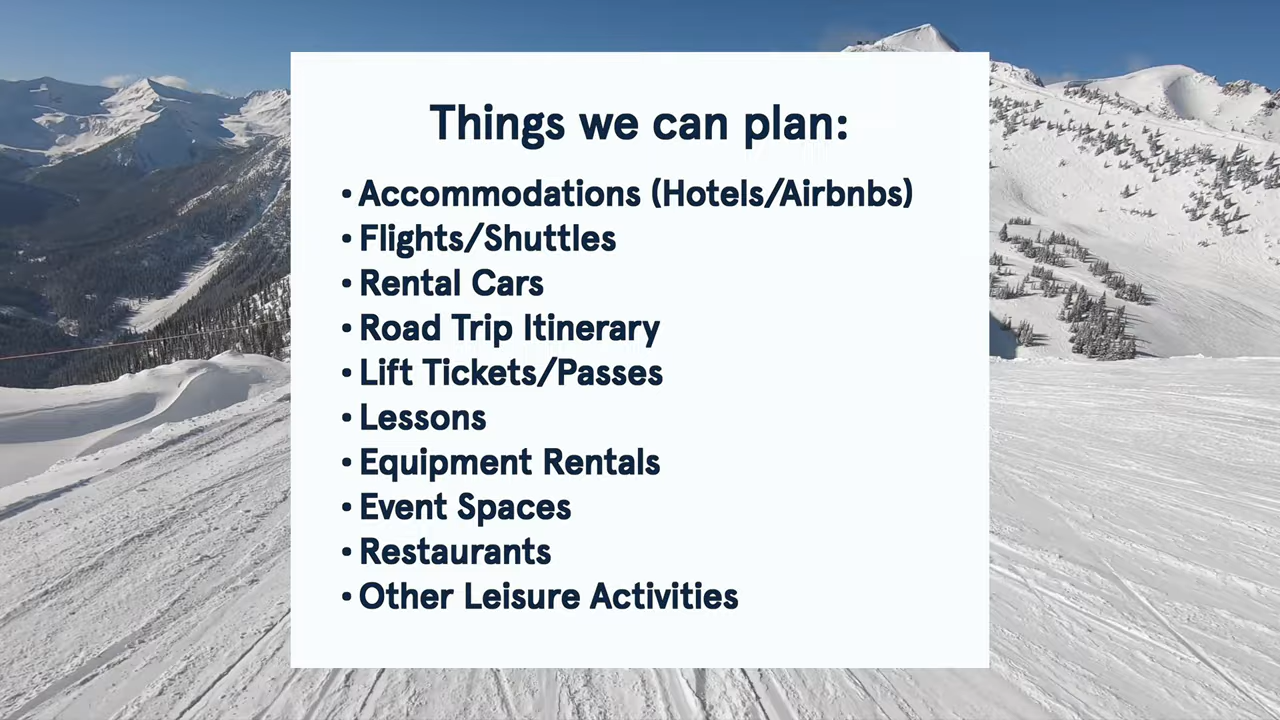 Things we can plan:
• Accommodations (Hotels/Airbnbs)
• Flights/Shuttles
• Rental Cars
• Road Trip Itinerary
• Lift Tickets/Passes
• Lessons
• Equipment Rentals
• Event Spaces
• Restaurants
• Other Leisure Activities